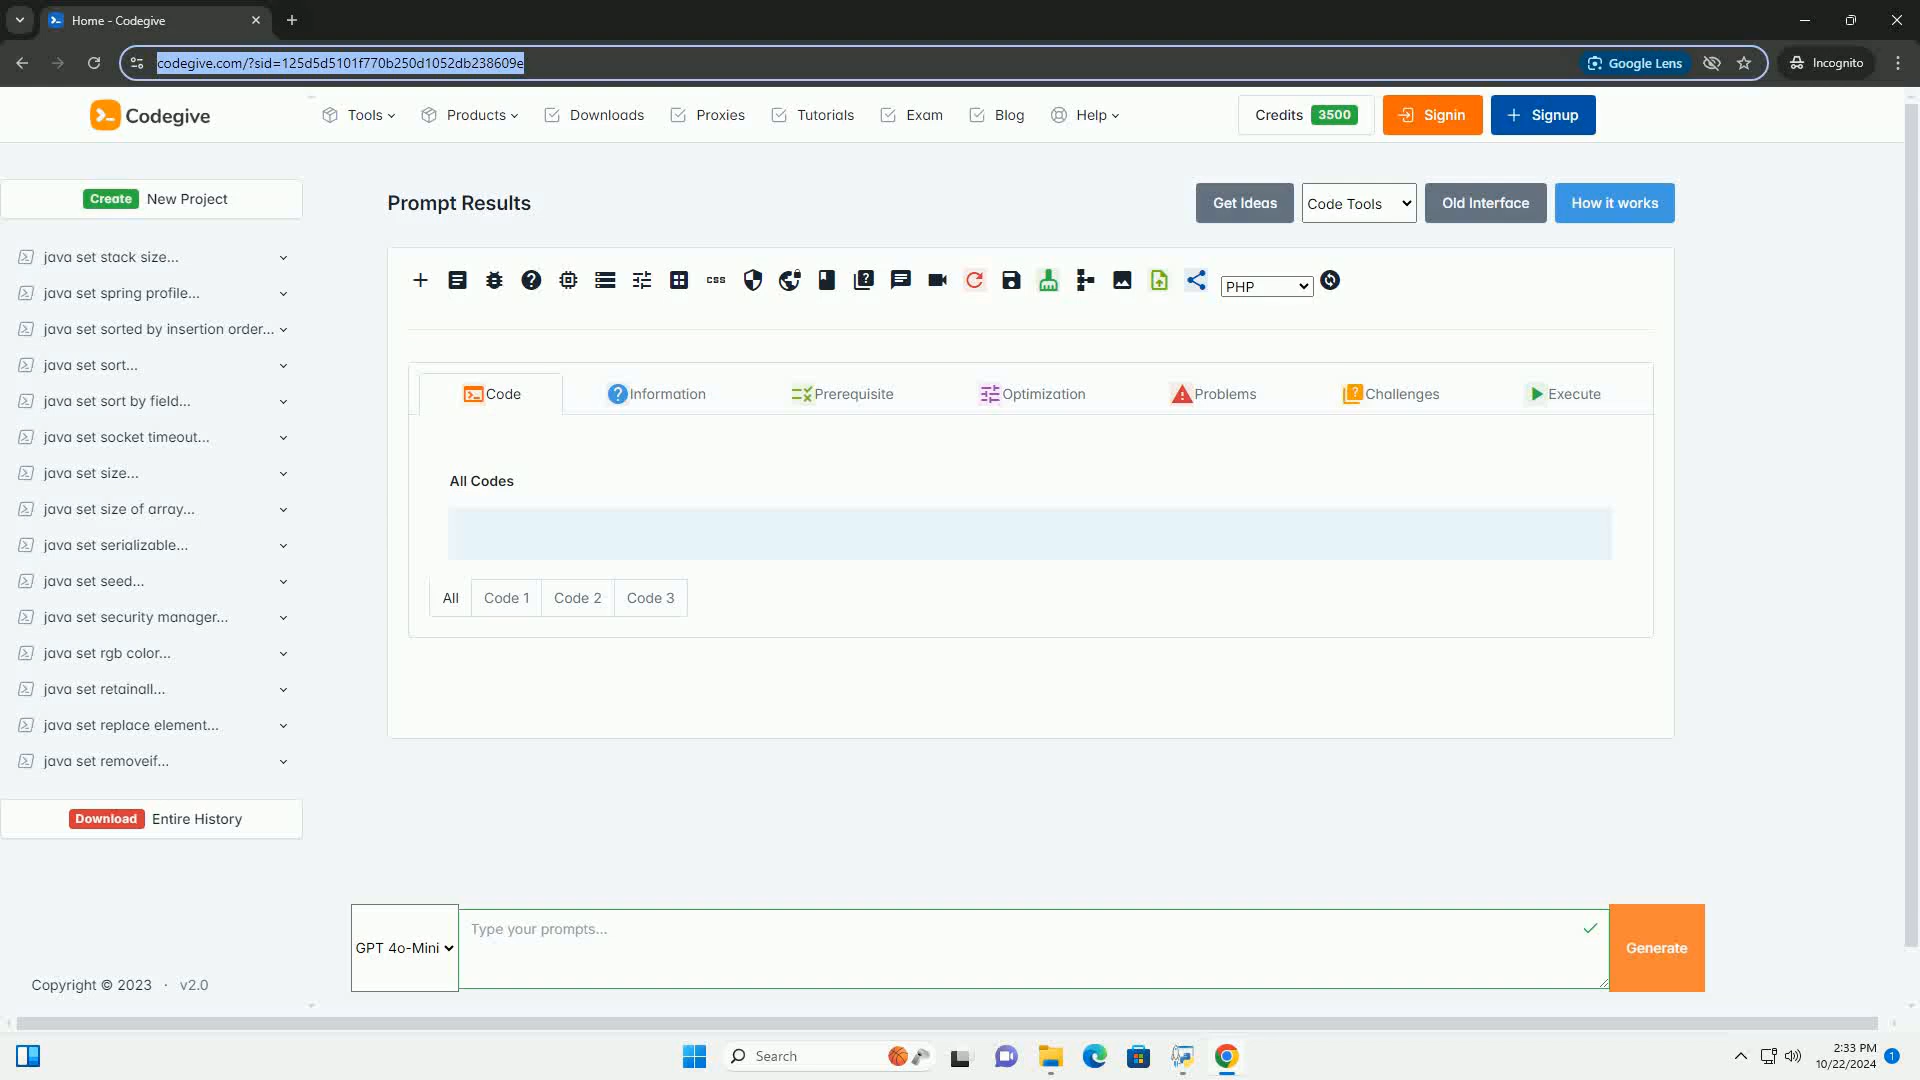 Home - Codegive
codegive.com/?sid=125d5d5101f770b250d1052db238609e
Google Lens
Incognito
Codegive
Tools
Products
Downloads
Proxies
Tutorials
Exam
Blog
Help
Credits 3500
Signin
Signup
Create New Project
java set stack size...
java set spring profile...
java set sorted by insertion order...
java set sort...
java set sort by field...
java set socket timeout...
java set size...
java set size of array...
java set serializable...
java set seed...
java set security manager...
java set rgb color...
java set retainall...
java set replace element...
java set removeif...
Download Entire History
Copyright © 2023 · v2.0
Prompt Results
Get Ideas
Code Tools
Old Interface
How it works
css
PHP
Code
Information
Prerequisite
Optimization
Problems
Challenges
Execute
All Codes
All
Code 1
Code 2
Code 3
GPT 4o-Mini
Type your prompts...
Generate
Search
2:33 PM
10/22/2024
1